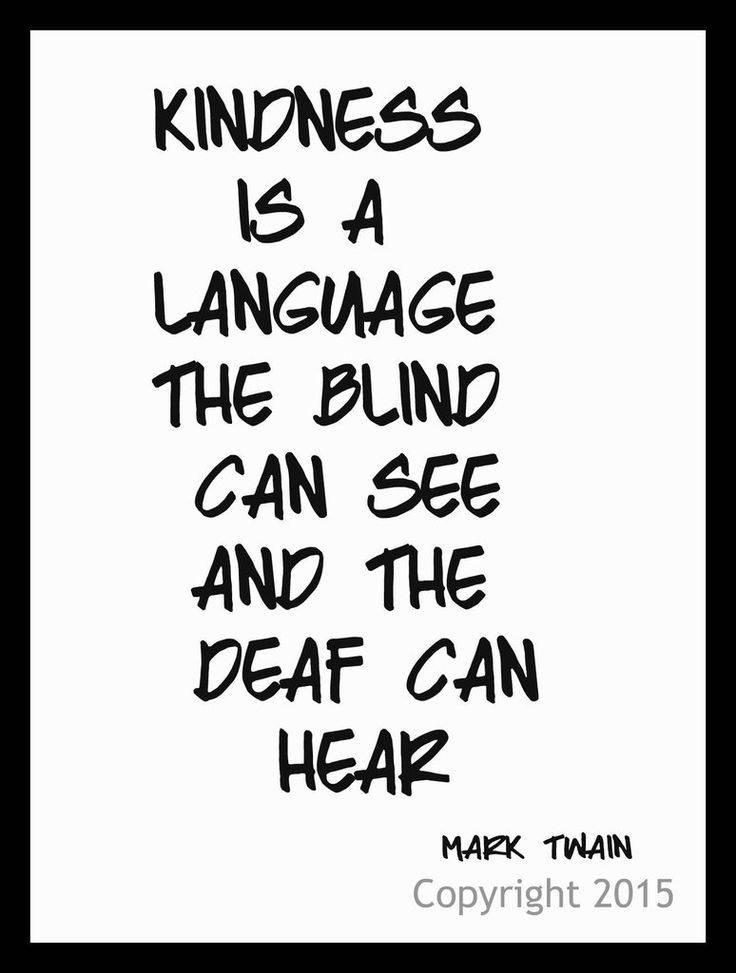 KINDNESS
IS A
LANGUAGE
THE BLIND
CAN SEE
AND THE
DEAF CAN
HEAR
MARK TWAIN
Copyright 2015